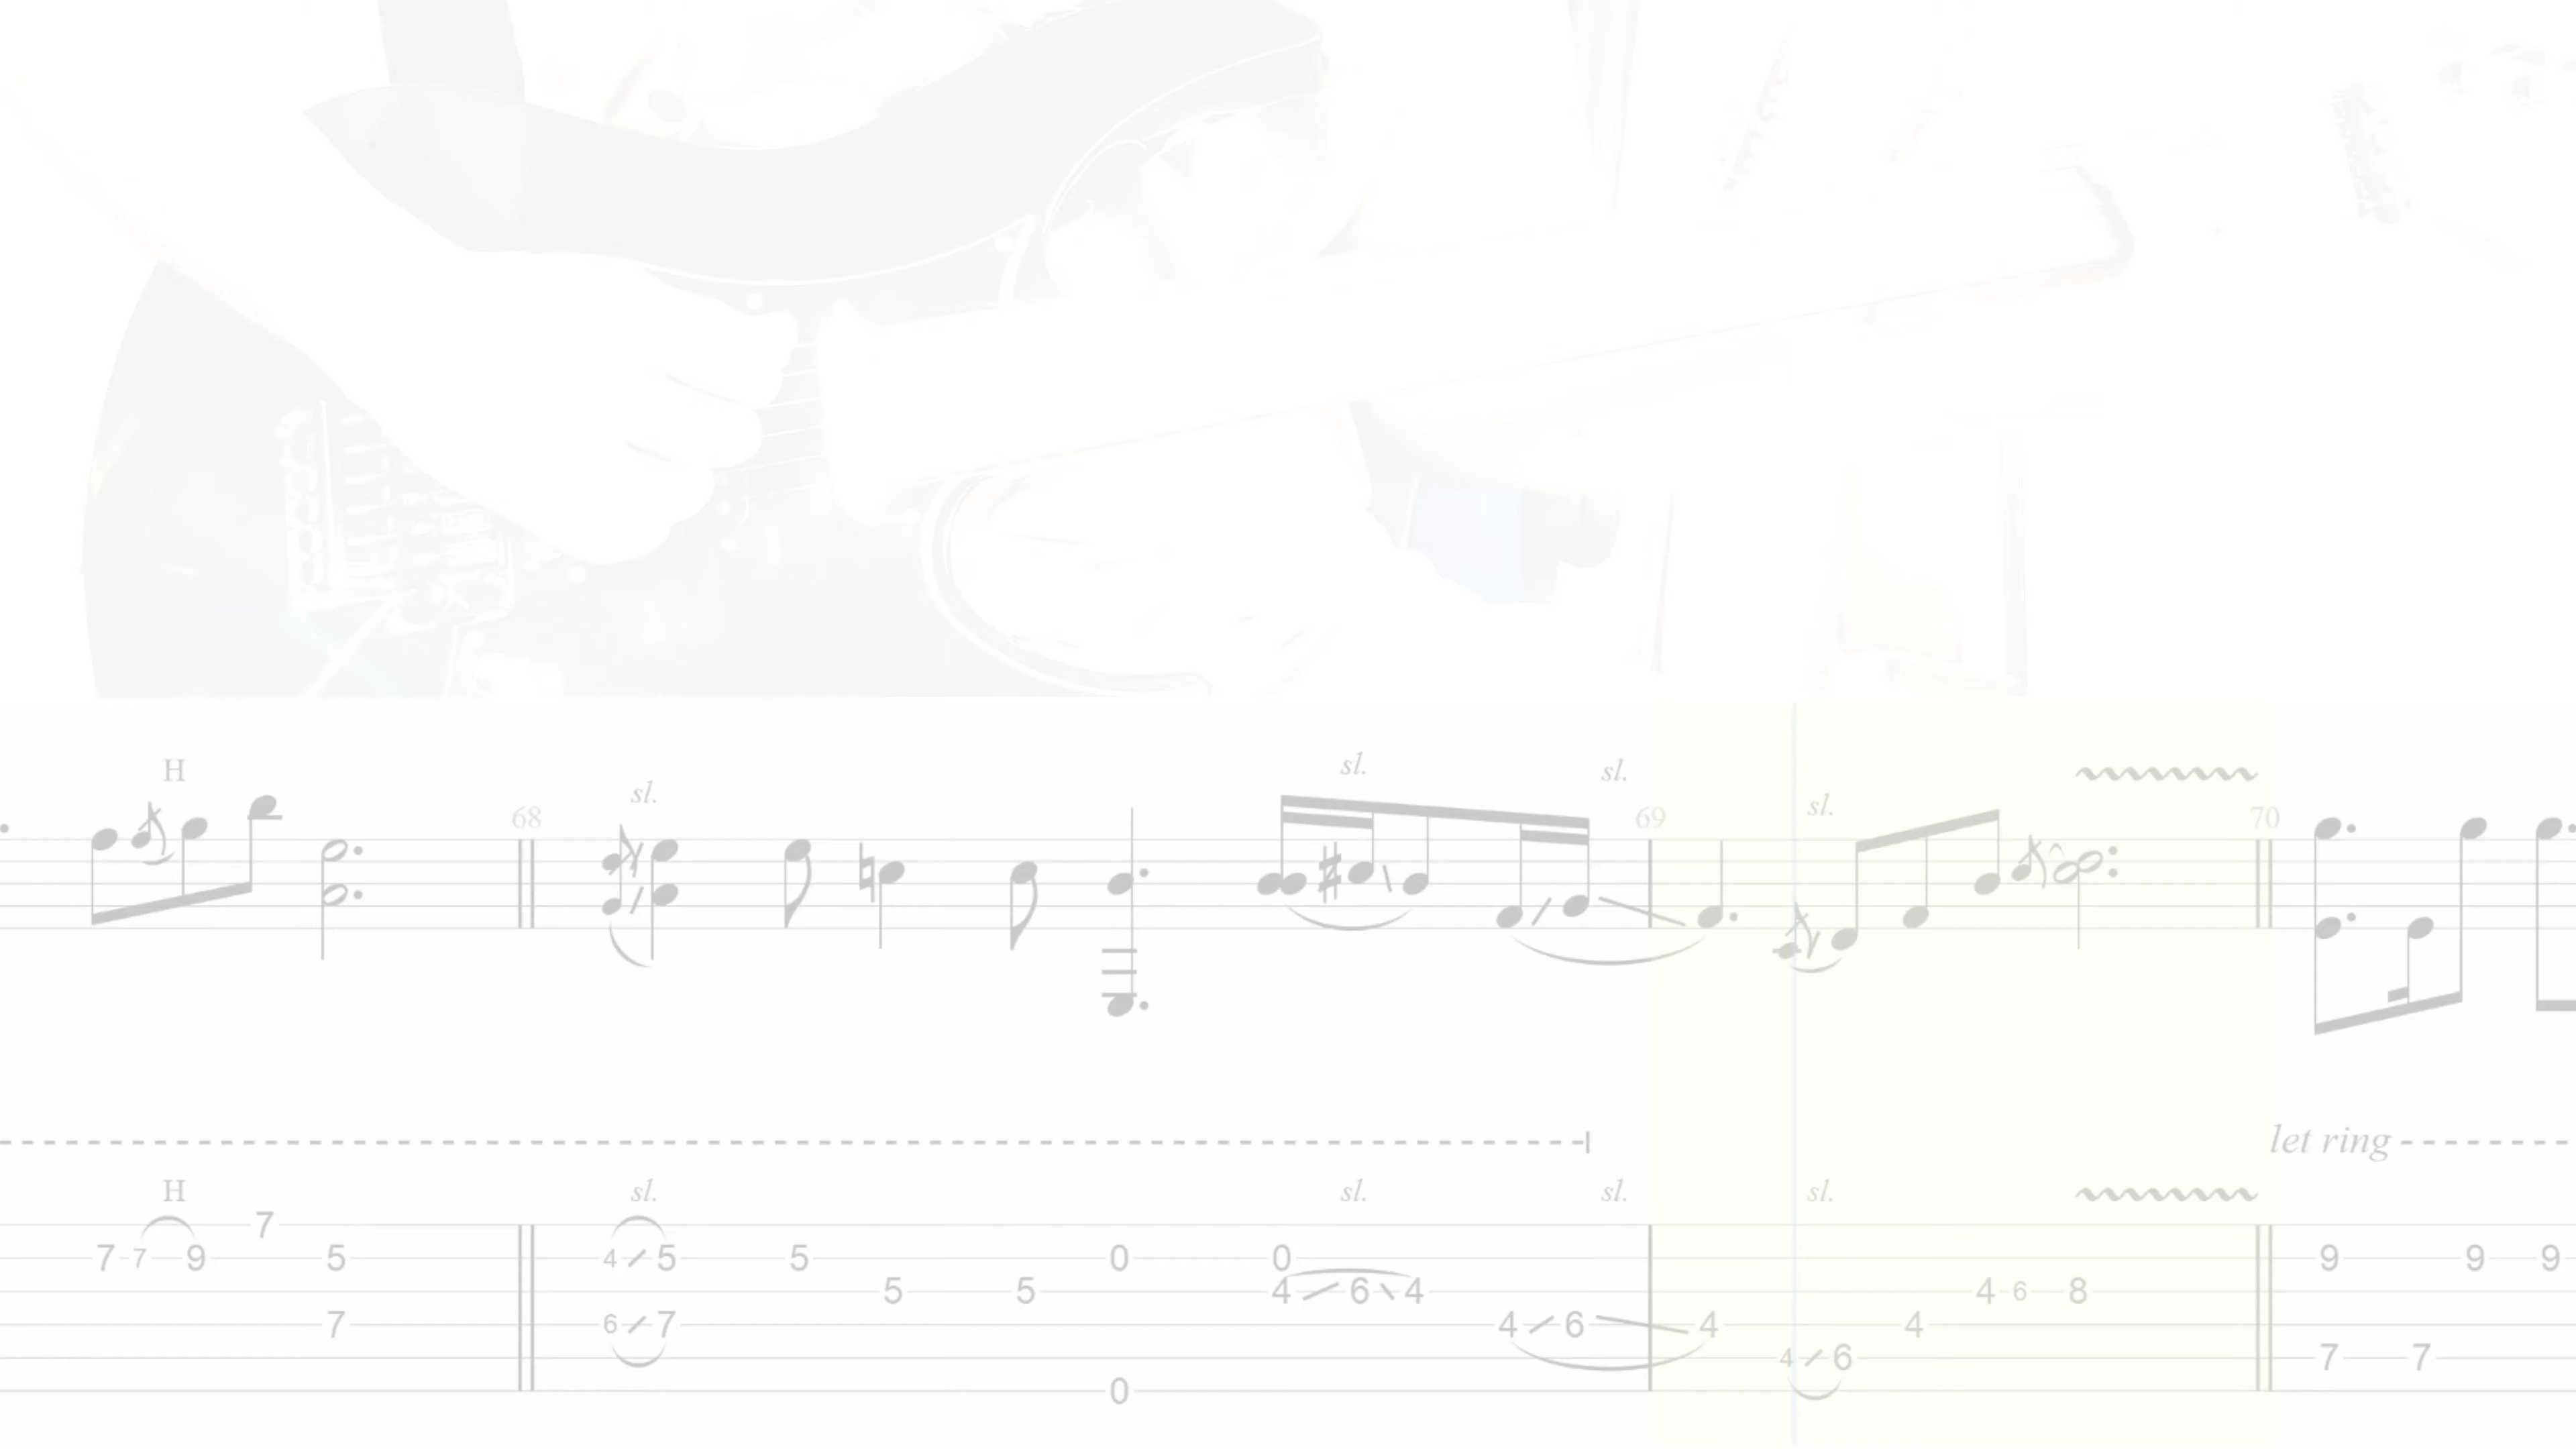 H sl. sl. sl. sl.
68 69 70
let ring
H sl. sl. sl. sl.
7
7 7 9 5 4 5 5 0 0 9 9 9
5 5 4 6 4 4 6 8
7 6 7 4 6 4 4
4 6 7 7
0